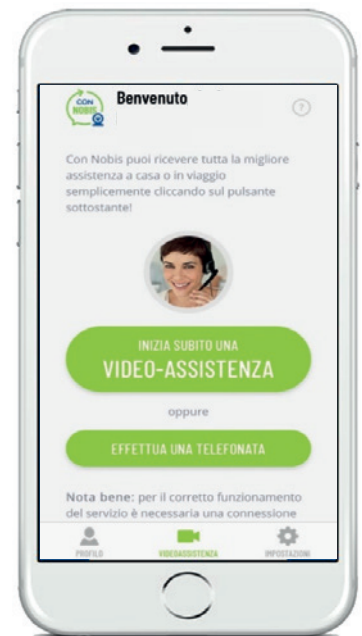 CON
NOBIS
Benvenuto
?
Con Nobis puoi ricevere tutta la migliore
assistenza a casa o in viaggio
semplicemente cliccando sul pulsante
sottostante!
INIZIA SUBITO UNA
VIDEO-ASSISTENZA
oppure
EFFETTUA UNA TELEFONATA
Nota bene: per il corretto funzionamento
del servizio è necessaria una connessione
PROFILO VIDEOASSISTENZA IMPOSTAZIONI